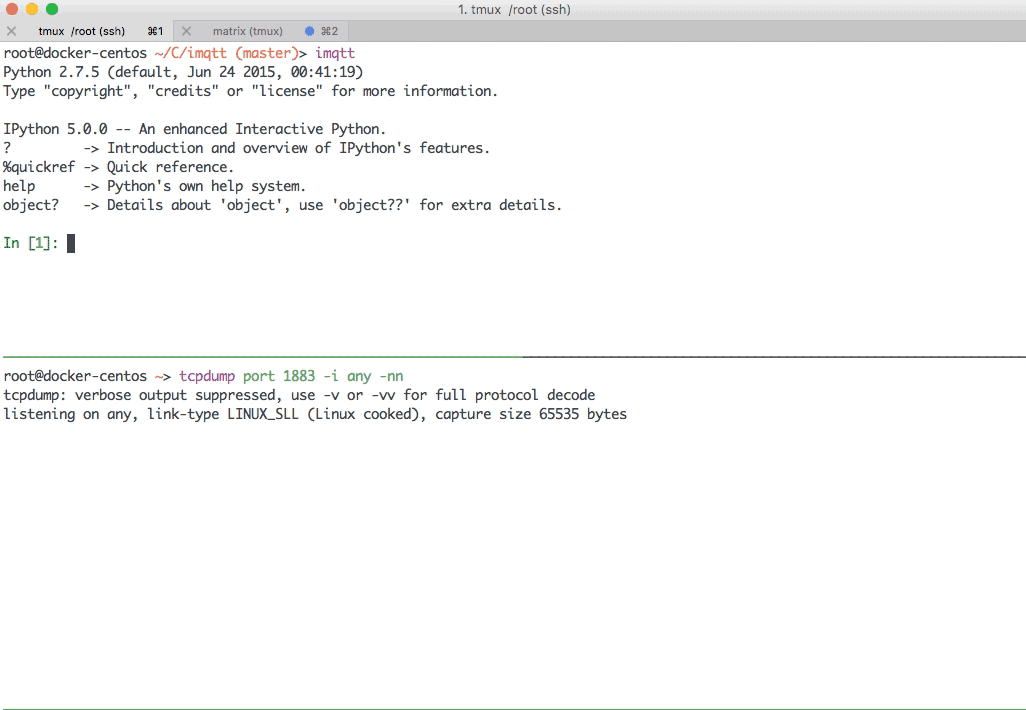 1. tmux /root (ssh)
tmux /root (ssh) ⌘1 matrix (tmux) ⌘2
root@docker-centos ~/C/imqtt (master)> imqtt
Python 2.7.5 (default, Jun 24 2015, 00:41:19)
Type "copyright", "credits" or "license" for more information.
IPython 5.0.0 -- An enhanced Interactive Python.
? -> Introduction and overview of IPython's features.
%quickref -> Quick reference.
help -> Python's own help system.
object? -> Details about 'object', use 'object??' for extra details.
In [1]:
root@docker-centos ~> tcpdump port 1883 -i any -nn
tcpdump: verbose output suppressed, use -v or -vv for full protocol decode
listening on any, link-type LINUX_SLL (Linux cooked), capture size 65535 bytes